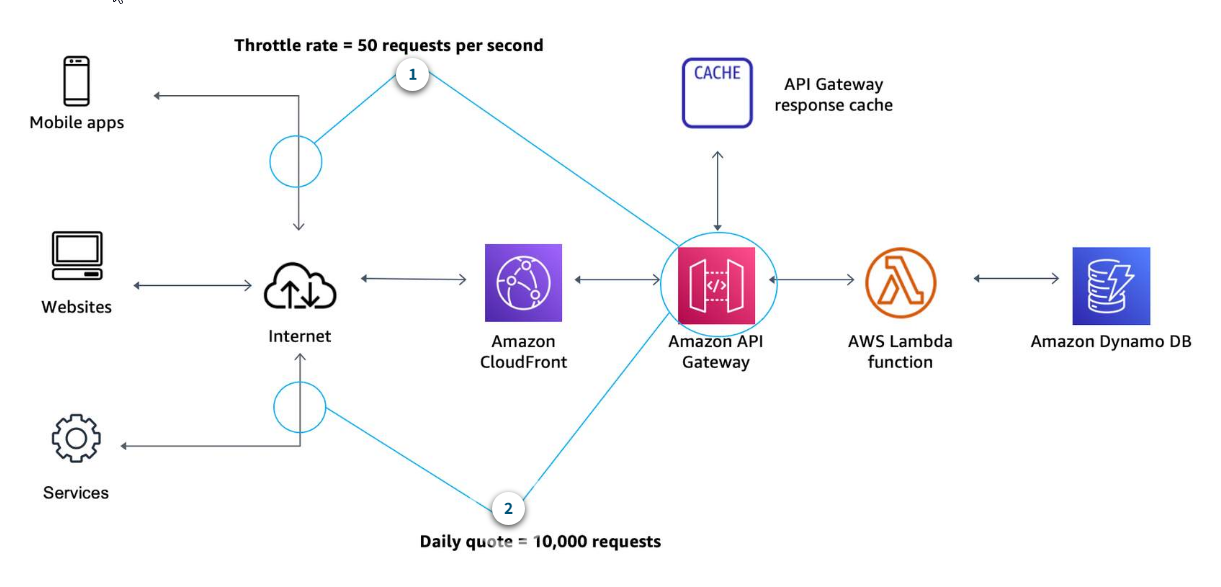 Throttle rate = 50 requests per second
1
CACHE
API Gateway
response cache
Mobile apps
Websites
Internet
Amazon
CloudFront
</>
Amazon API
Gateway
AWS Lambda
function
Amazon Dynamo DB
Services
2
Daily quote = 10,000 requests